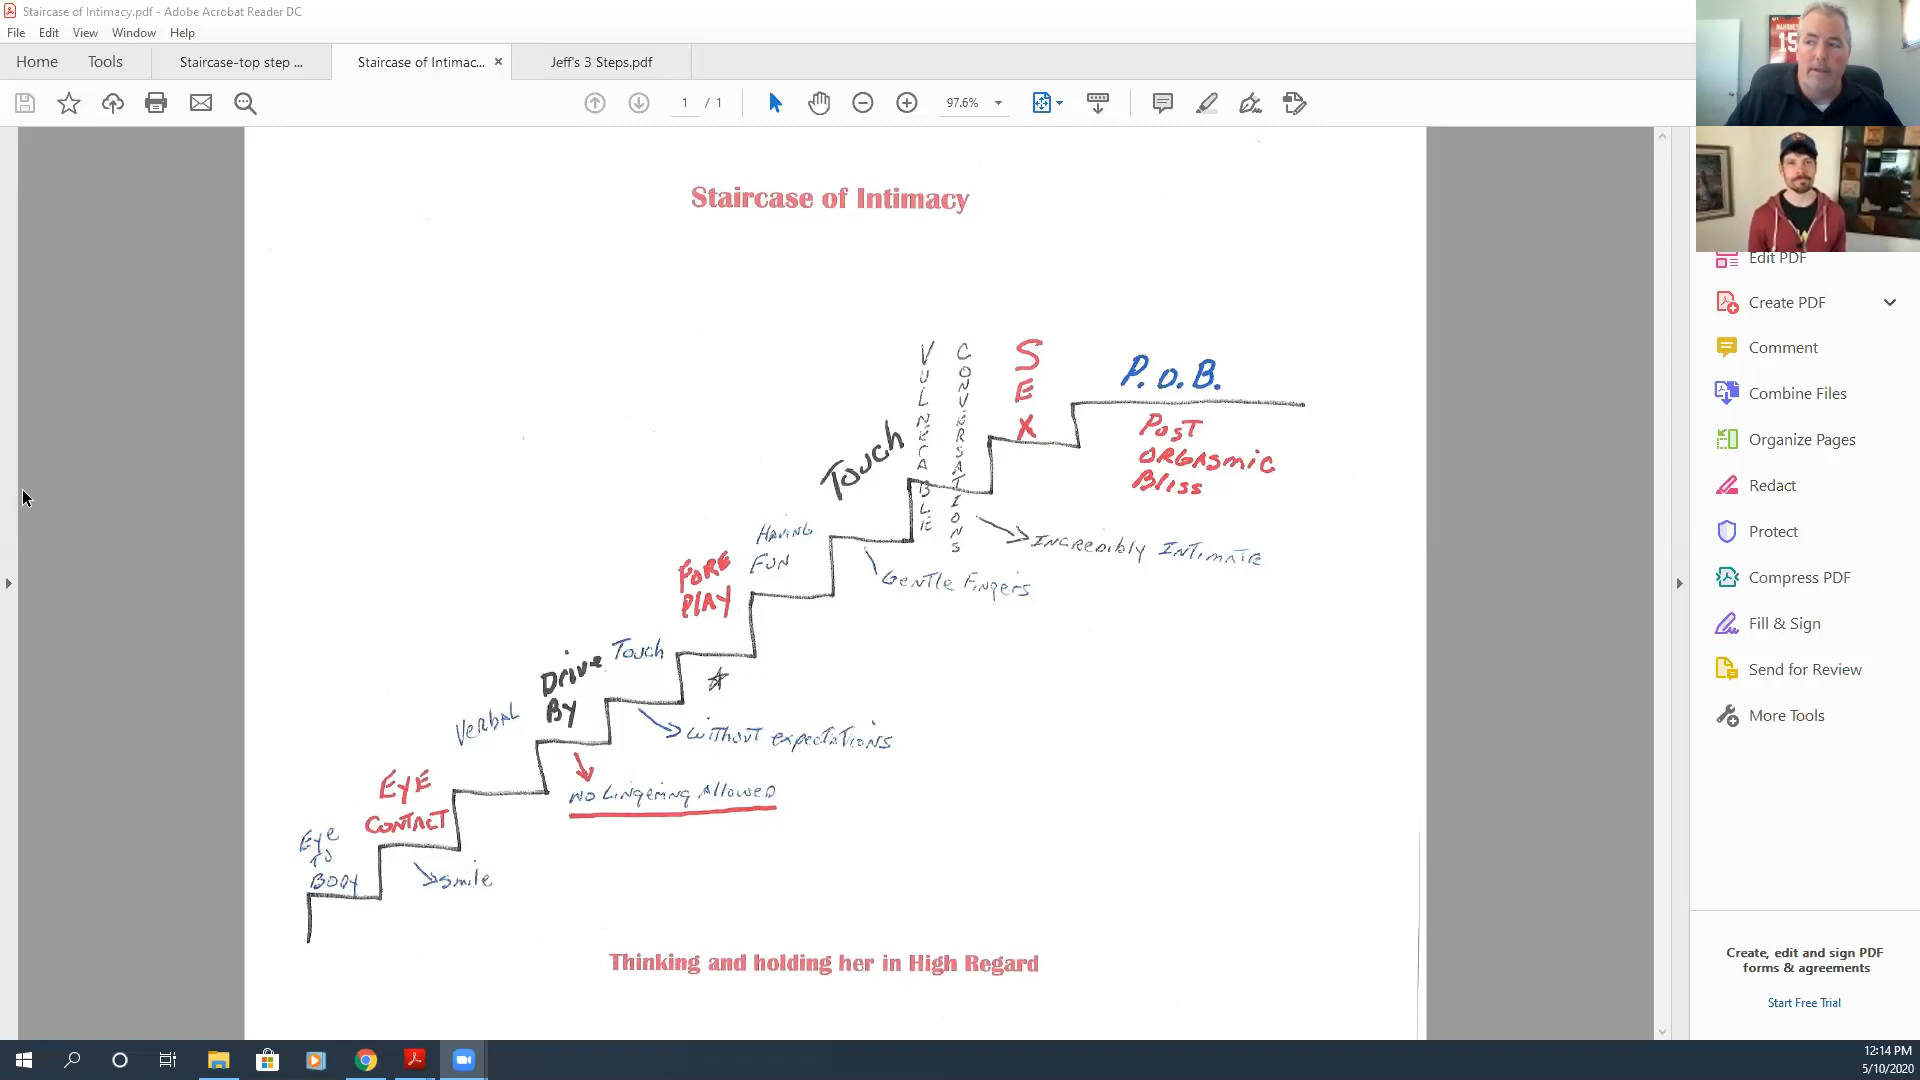 Staircase of Intimacy.pdf - Adobe Acrobat Reader DC
File Edit View Window Help
Home Tools Staircase-top step ... Staircase of Intimac... × Jeff's 3 Steps.pdf
1 / 1 97.6%
Staircase of Intimacy
VULNERABLE
CONVERSATIONS
SEX
P.O.B.
POST
ORGASMIC
BLISS
Touch
INCREDIBLY INTIMATE
HAVING
FUN
Gentle Fingers
FORE
PLAY
Touch
DRIVE
BY
WITHOUT expectATIONS
VERBAL
NO Lingering Allowed
EYE
CONTACT
Smile
Eye
TO
BODY
Thinking and holding her in High Regard
15
Edit PDF
Create PDF
Comment
Combine Files
Organize Pages
Redact
Protect
Compress PDF
Fill & Sign
Send for Review
More Tools
Create, edit and sign PDF
forms & agreements
Start Free Trial
12:14 PM
5/10/2020